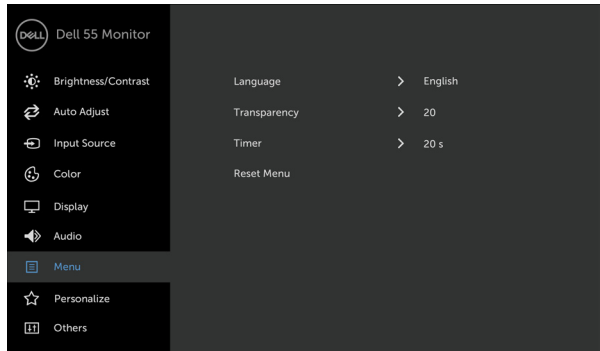 DELL Dell 55 Monitor
Brightness/Contrast
Auto Adjust
Input Source
Color
Display
Audio
Menu
Personalize
Others
Language English
Transparency 20
Timer 20 s
Reset Menu